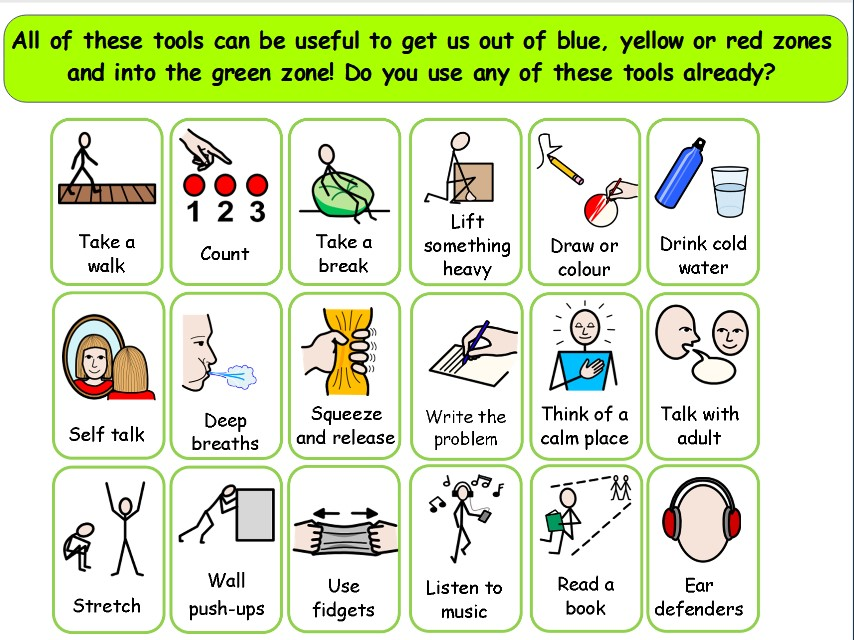 All of these tools can be useful to get us out of blue, yellow or red zones
and into the green zone! Do you use any of these tools already?
1 2 3
Take a
walk
Count
Take a
break
Lift
something
heavy
Draw or
colour
Drink cold
water
Self talk
Deep
breaths
Squeeze
and release
Write the
problem
Think of a
calm place
Talk with
adult
Stretch
Wall
push-ups
Use
fidgets
Listen to
music
Read a
book
Ear
defenders